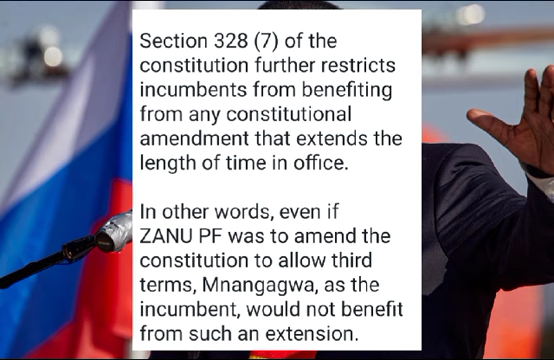 Section 328 (7) of the
constitution further restricts
incumbents from benefiting
from any constitutional
amendment that extends the
length of time in office.
In other words, even if
ZANU PF was to amend the
constitution to allow third
terms, Mnangagwa, as the
incumbent, would not benefit
from such an extension.